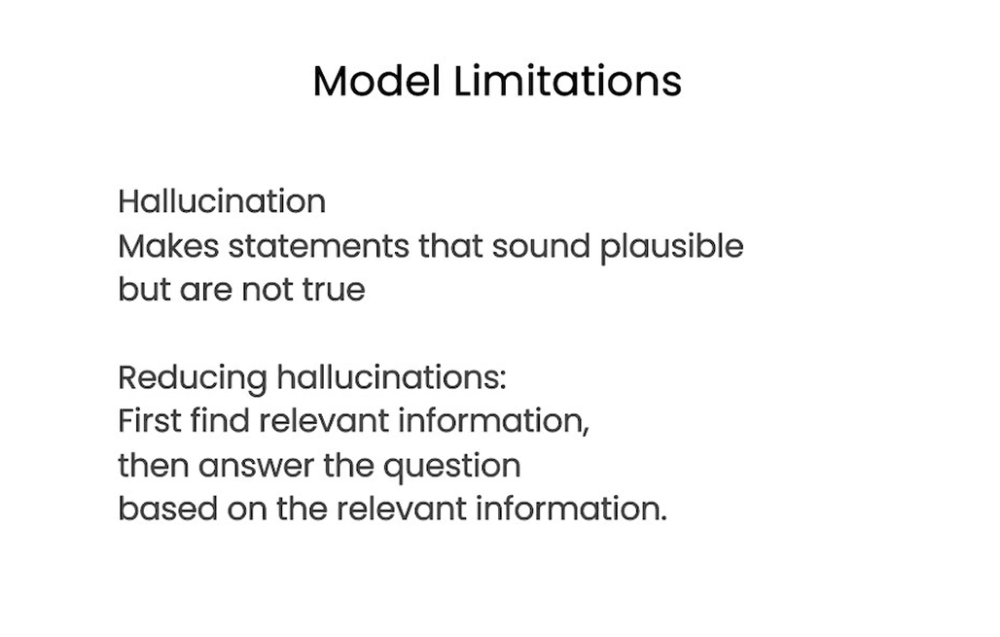 Model Limitations
Hallucination
Makes statements that sound plausible
but are not true
Reducing hallucinations:
First find relevant information,
then answer the question
based on the relevant information.